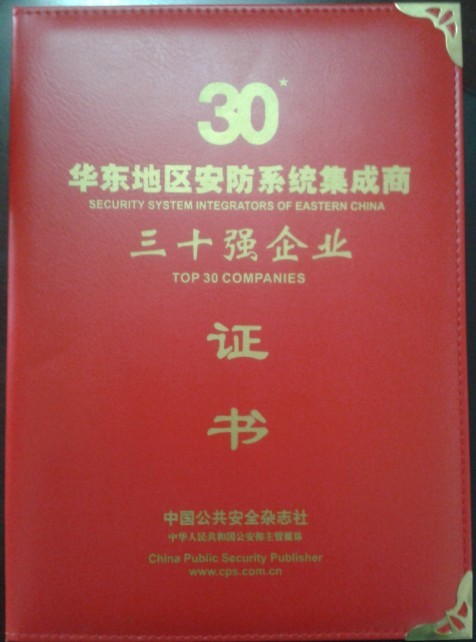 30
华东地区安防系统集成商
SECURITY SYSTEM INTEGRATORS OF EASTERN CHINA
三十强企业
TOP 30 COMPANIES
证
书
中国公共安全杂志社
中华人民共和国公安部主管媒体
China Public Security Publisher
www.cps.com.cn